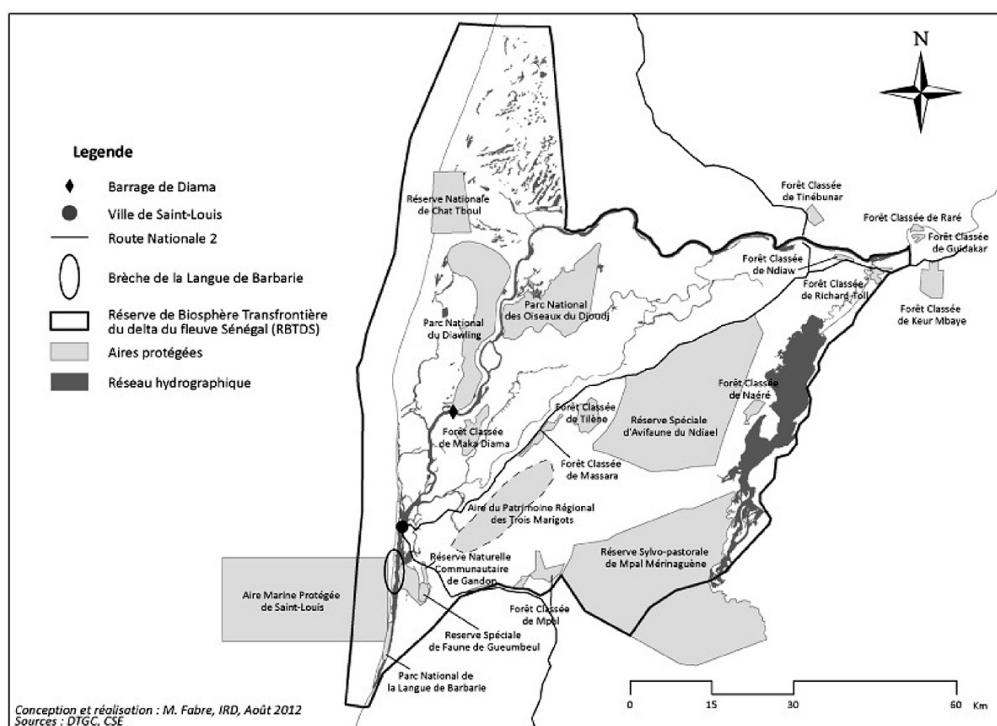 N
Legende
Barrage de Diama
Ville de Saint-Louis
Route Nationale 2
Brèche de la Langue de Barbarie
Réserve de Biosphère Transfrontière
du delta du fleuve Sénégal (RBTDS)
Aires protégées
Réseau hydrographique
Réserve Nationale
de Chat Tboul
Forêt Classée
de Tinébunar
Forêt Classée de Raré
Forêt Classée
de Guidakar
Forêt Classée
de Ndiaw
Forêt Classée
de Richard-Toll
Forêt Classée
de Keur Mbaye
Parc National
des Oiseaux du Djoudj
Parc National
du Diawling
Forêt Classée
de Naéré
Forêt Classée
de Tilène
Réserve Spéciale
d'Avifaune du Ndiael
Forêt Classée
de Maka Diama
Forêt Classée
de Massara
Aire du Patrimoine Régional
des Trois Marigots
Réserve Naturelle
Communautaire
de Gandon
Réserve Sylvo-pastorale
de Mpal Mérinaguène
Aire Marine Protégée
de Saint-Louis
Forêt Classée
de Mpal
Reserve Spéciale
de Faune de Gueumbeul
Parc National de
la Langue de Barbarie
0 15 30 60
Km
Conception et réalisation : M. Fabre, IRD, Août 2012
Sources : DTGC, CSE